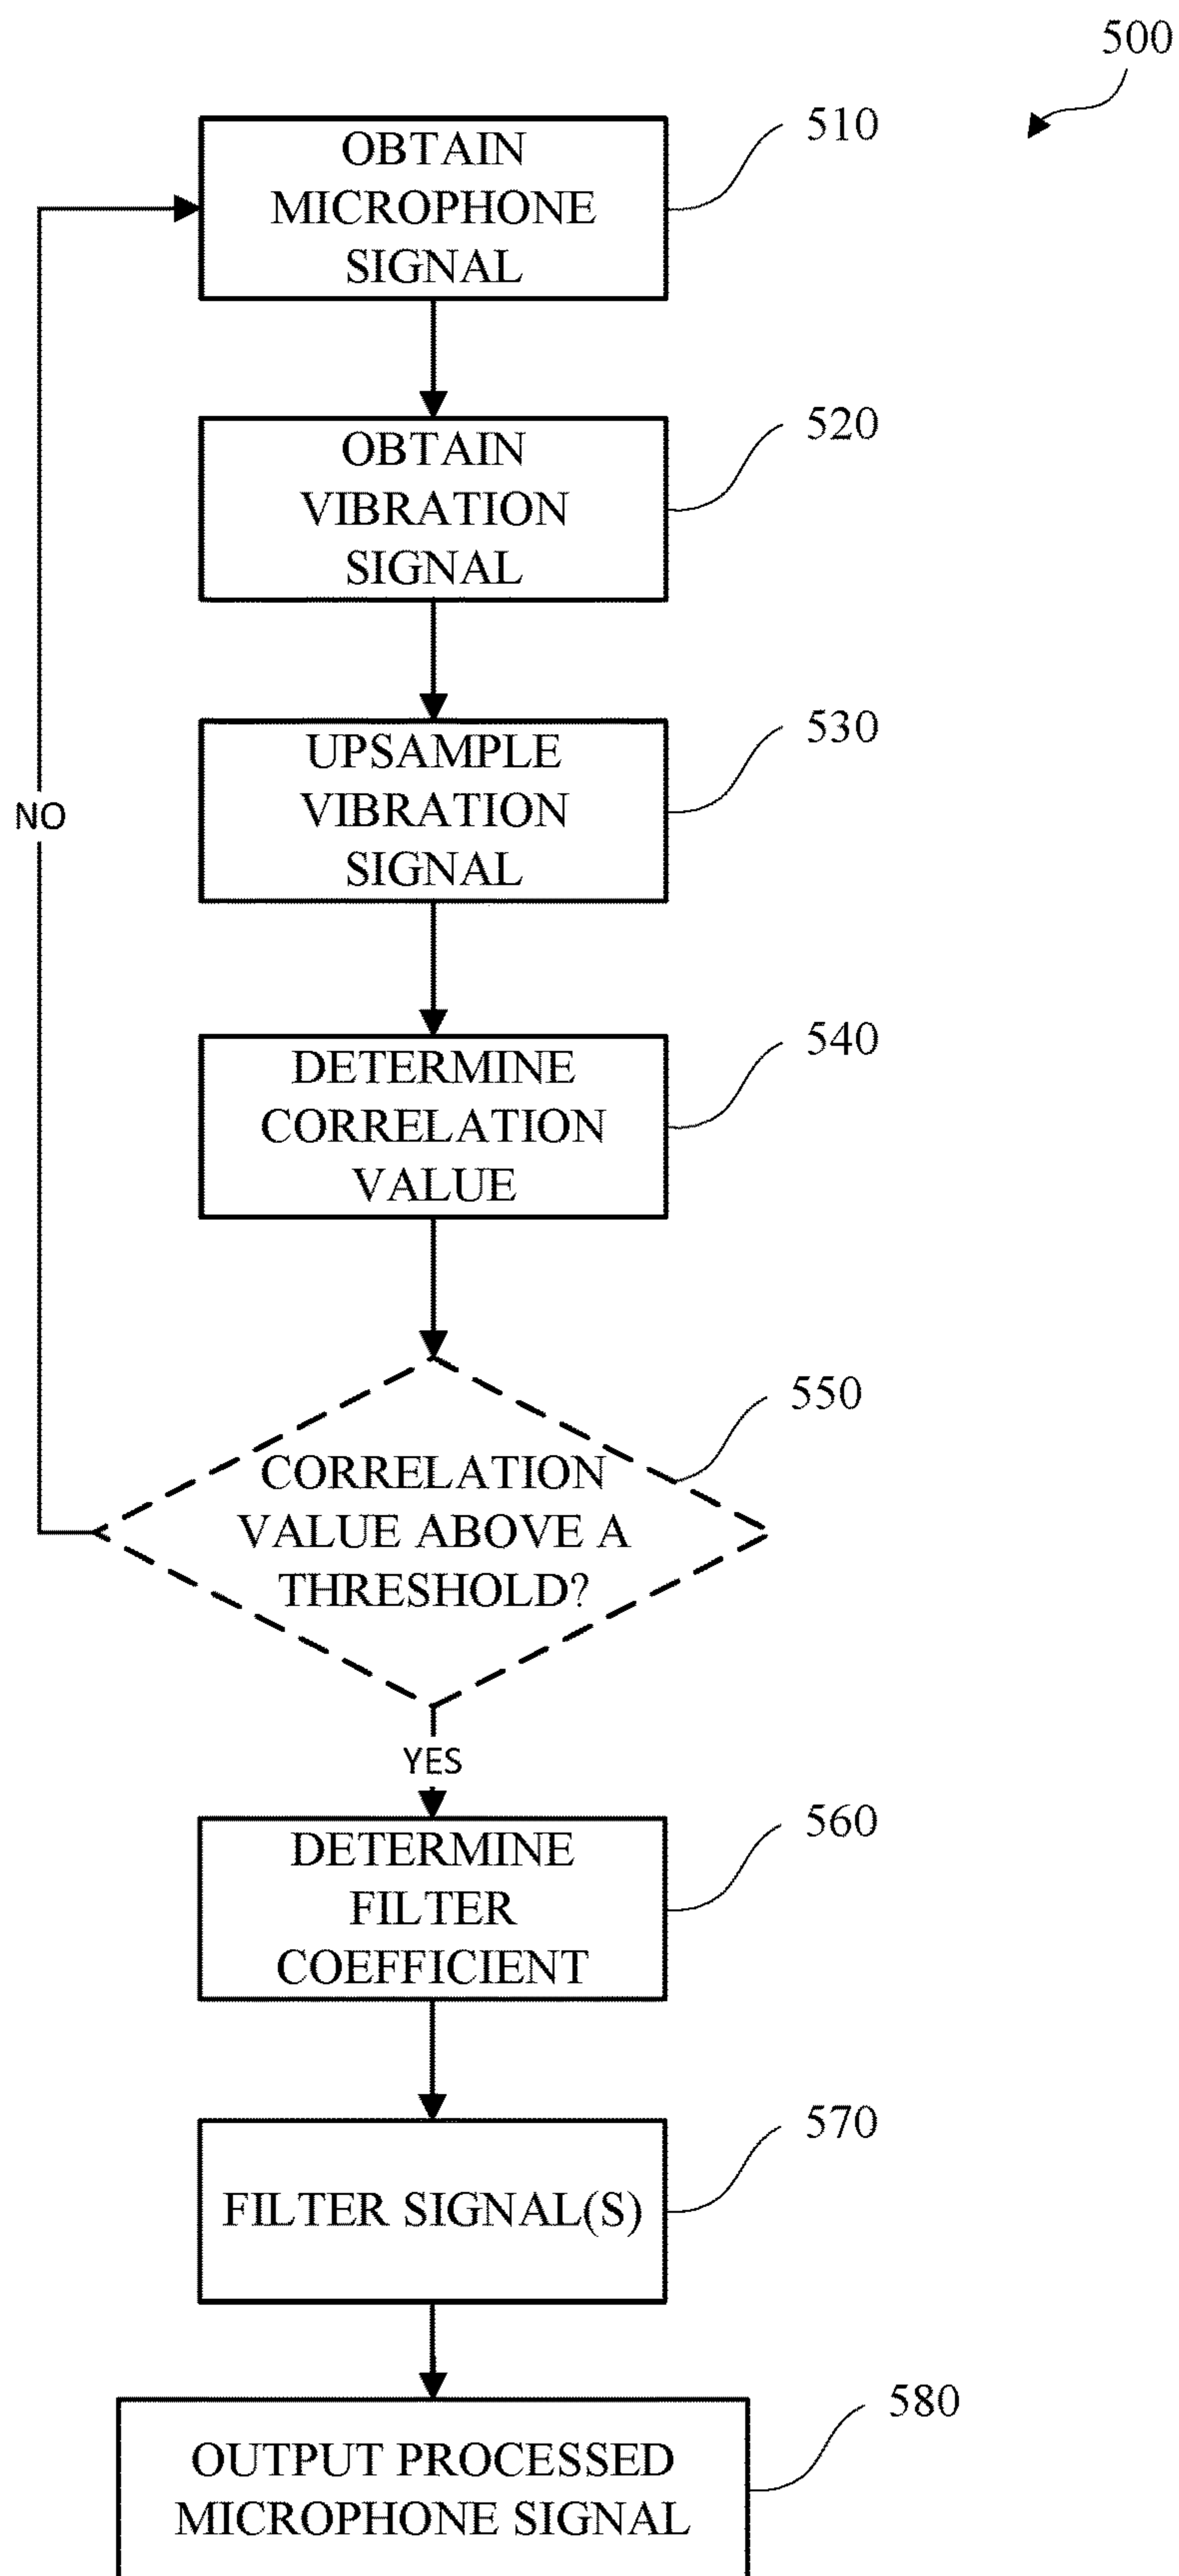 500
OBTAIN
MICROPHONE
SIGNAL
510
OBTAIN
VIBRATION
SIGNAL
520
UPSAMPLE
VIBRATION
SIGNAL
530
NO
DETERMINE
CORRELATION
VALUE
540
CORRELATION
VALUE ABOVE A
THRESHOLD?
550
YES
DETERMINE
FILTER
COEFFICIENT
560
FILTER SIGNAL(S)
570
OUTPUT PROCESSED
MICROPHONE SIGNAL
580